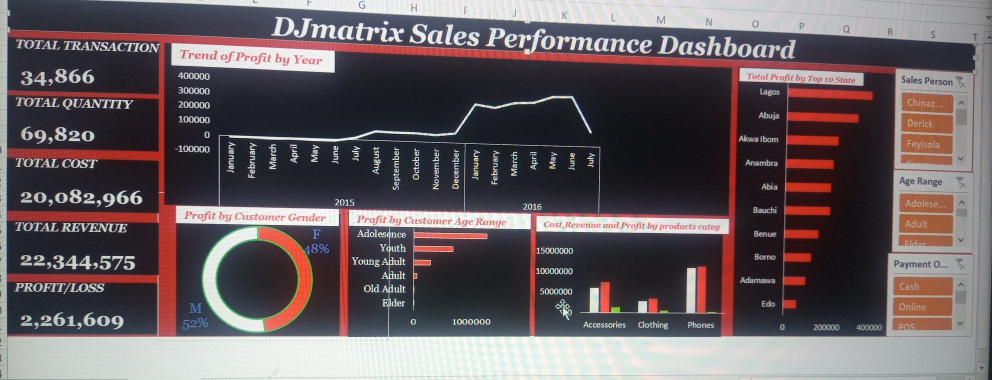 G H I J K L M N O P Q R S T
DJmatrix Sales Performance Dashboard
TOTAL TRANSACTION
34,866
TOTAL QUANTITY
69,820
TOTAL COST
20,082,966
TOTAL REVENUE
22,344,575
PROFIT/LOSS
2,261,609
Trend of Profit by Year
400000
300000
200000
100000
0
-100000
January February March April May June July August September October November December January February March April May June July
2015 2016
Profit by Customer Gender
F
48%
M
52%
Profit by Customer Age Range
Adolesence
Youth
Young Adult
Adult
Old Adult
Elder
0 1000000
Cost,Revenue and Profit by products categ
15000000
10000000
5000000
Accessories Clothing Phones
Total Profit by Top 10 State
Lagos
Abuja
Akwa Ibom
Anambra
Abia
Bauchi
Benue
Borno
Adamawa
Edo
0 200000 400000
Sales Person
Chinaz...
Derick
Feyisola
Age Range
Adolese...
Adult
Elder
Payment O...
Cash
Online
POS